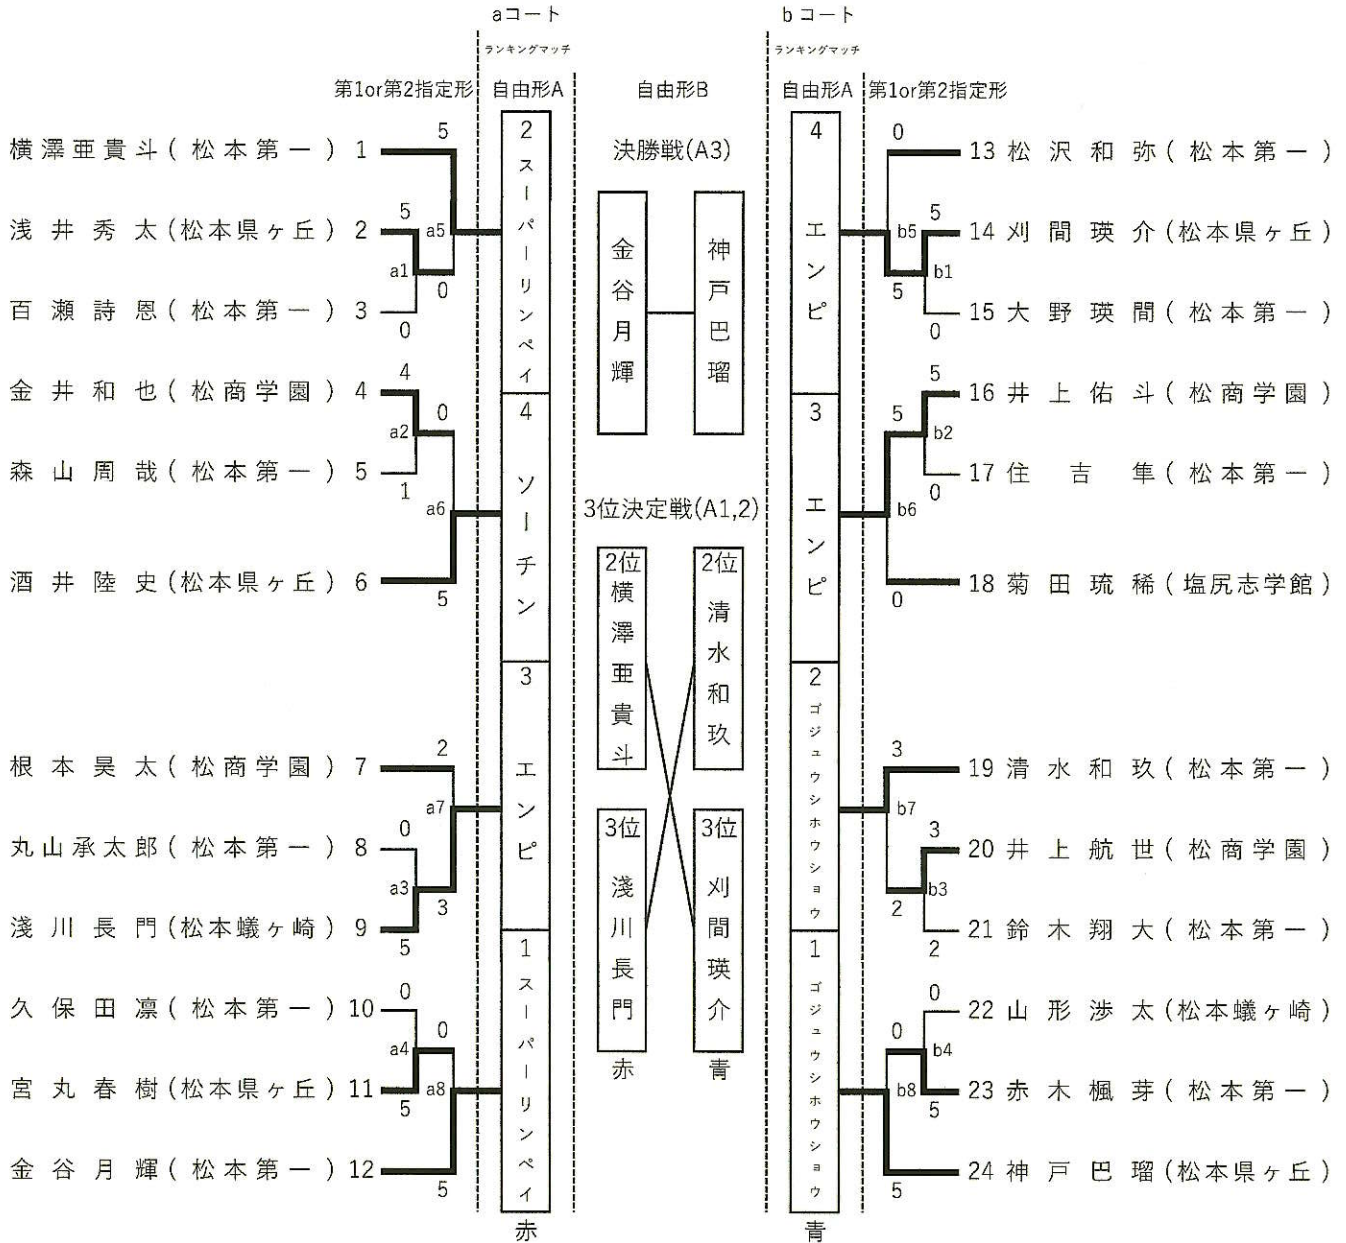 aコート
bコート
ランキングマッチ
ランキングマッチ
第1or第2指定形
自由形A
自由形B
自由形A
第1or第2指定形
横澤亜貴斗(松本第一) 1
浅井秀太(松本県ヶ丘) 2
百瀬詩恩(松本第一) 3
金井和也(松商学園) 4
森山周哉(松本第一) 5
酒井陸史(松本県ヶ丘) 6
根本昊太(松商学園) 7
丸山承太郎(松本第一) 8
淺川長門(松本蟻ヶ崎) 9
久保田凛(松本第一) 10
宮丸春樹(松本県ヶ丘) 11
金谷月輝(松本第一) 12
5
5
a5
a1
0
0
4
0
a2
1
a6
5
2
a7
0
a3
3
5
0
0
a4
a8
5
5
2
スーパーリンペイ
4
ソーチン
3
エンピ
1
スーパーリンペイ
赤
決勝戦(A3)
金谷月輝
神戸巴瑠
3位決定戦(A1,2)
2位
横澤亜貴斗
2位
清水和玖
3位
淺川長門
3位
刈間瑛介
赤
青
4
エンピ
3
エンピ
2
ゴジュウシホウショウ
1
ゴジュウシホウショウ
青
0
5
b5
b1
5
0
5
5
b2
0
b6
0
3
b7
3
b3
2
2
0
0
b4
b8
5
5
13 松沢和弥(松本第一)
14 刈間瑛介(松本県ヶ丘)
15 大野瑛間(松本第一)
16 井上佑斗(松商学園)
17 住吉隼(松本第一)
18 菊田琉稀(塩尻志学館)
19 清水和玖(松本第一)
20 井上航世(松商学園)
21 鈴木翔大(松本第一)
22 山形渉太(松本蟻ヶ崎)
23 赤木楓芽(松本第一)
24 神戸巴瑠(松本県ヶ丘)